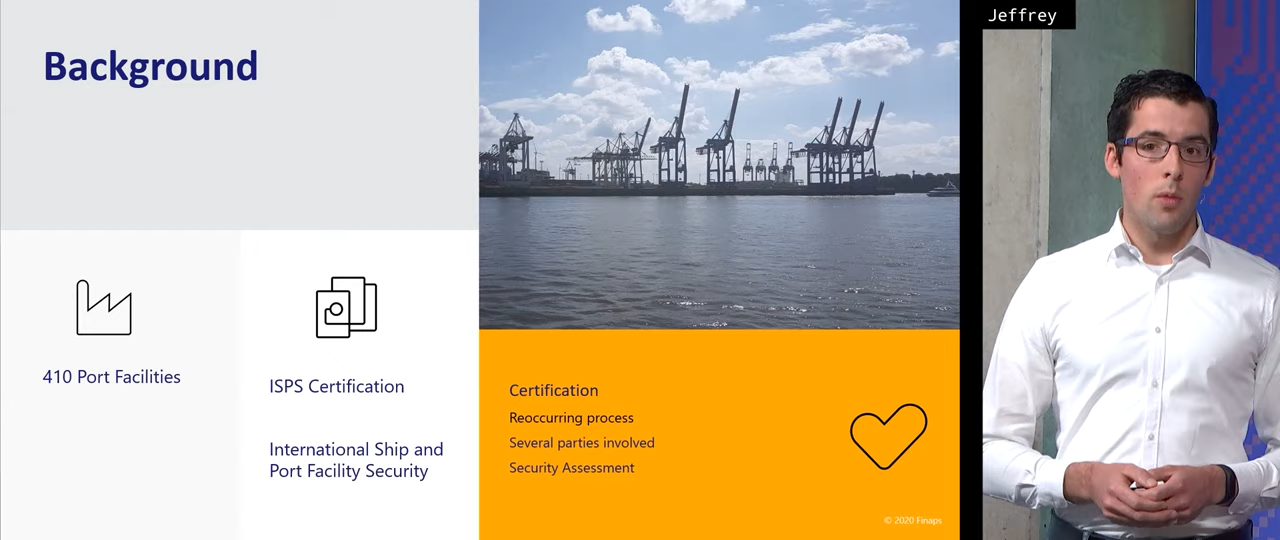 Background
410 Port Facilities
ISPS Certification
International Ship and
Port Facility Security
Certification
Reoccurring process
Several parties involved
Security Assessment
© 2020 Finaps
Jeffrey